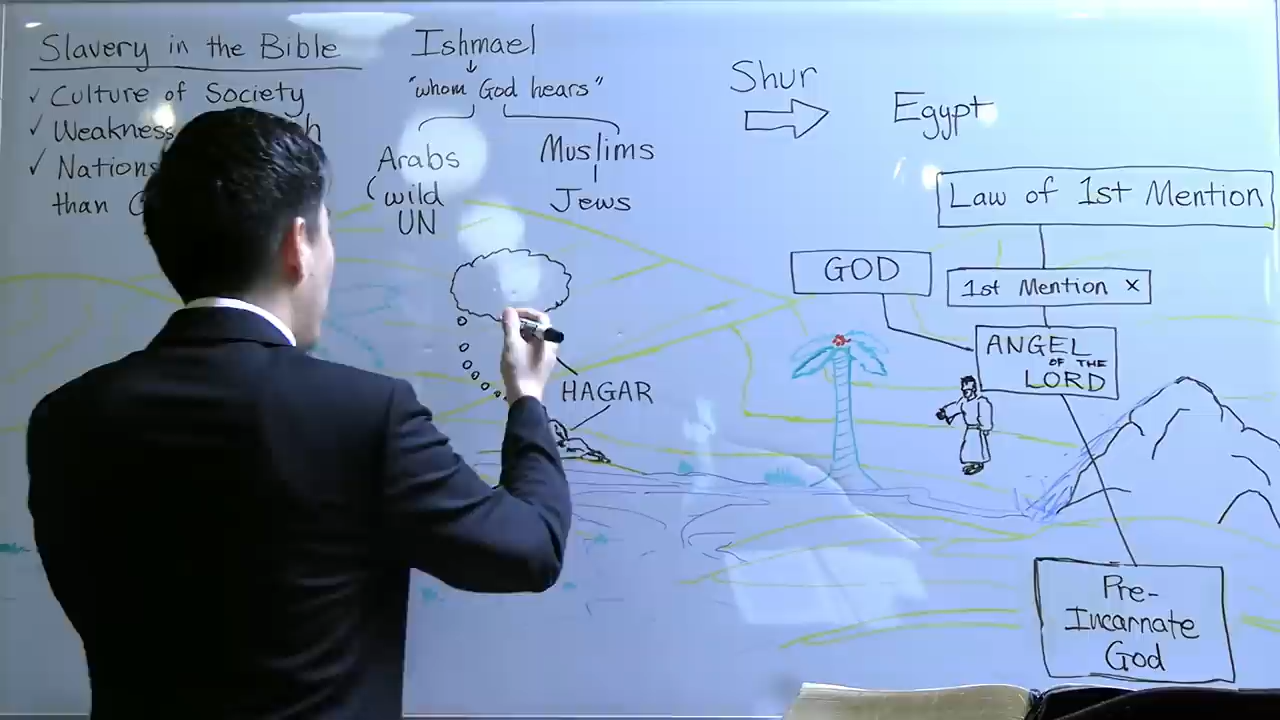 Slavery in the Bible
✓ Culture of Society
✓ Weakness
✓ Nations
than
Ishmael
"whom God hears"
Arabs
(wild
UN
Muslims
Jews
HAGAR
Shur
Egypt
Law of 1st Mention
GOD
1st Mention ×
ANGEL
OF THE
LORD
Pre-
Incarnate
God